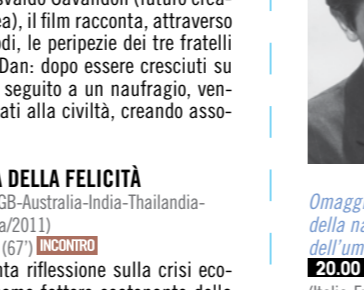 svaldo Cavandoli (futuro crea-
ea), il film racconta, attraverso
odi, le peripezie dei tre fratelli
Dan: dopo essere cresciuti su
seguito a un naufragio, ven-
ati alla civiltà, creando asso-
A DELLA FELICITÀ
GB-Australia-India-Thailandia-
a/2011)
(67’) INCONTRO
nta riflessione sulla crisi eco-
Omagg
della na
dell’um
20.00